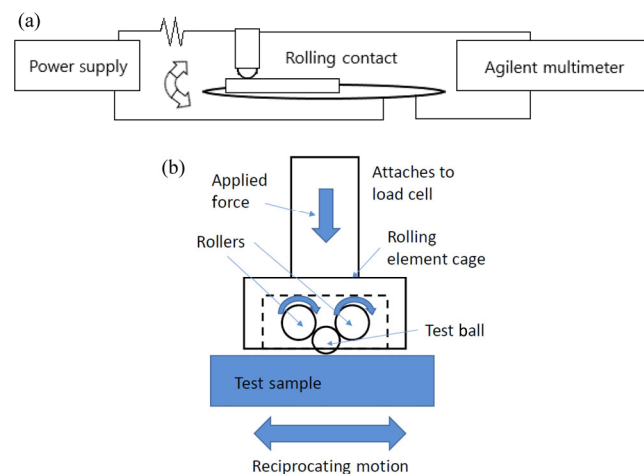 (a)
Power supply
Rolling contact
Agilent multimeter
(b)
Applied
force
Attaches to
load cell
Rollers
Rolling
element cage
Test ball
Test sample
Reciprocating motion